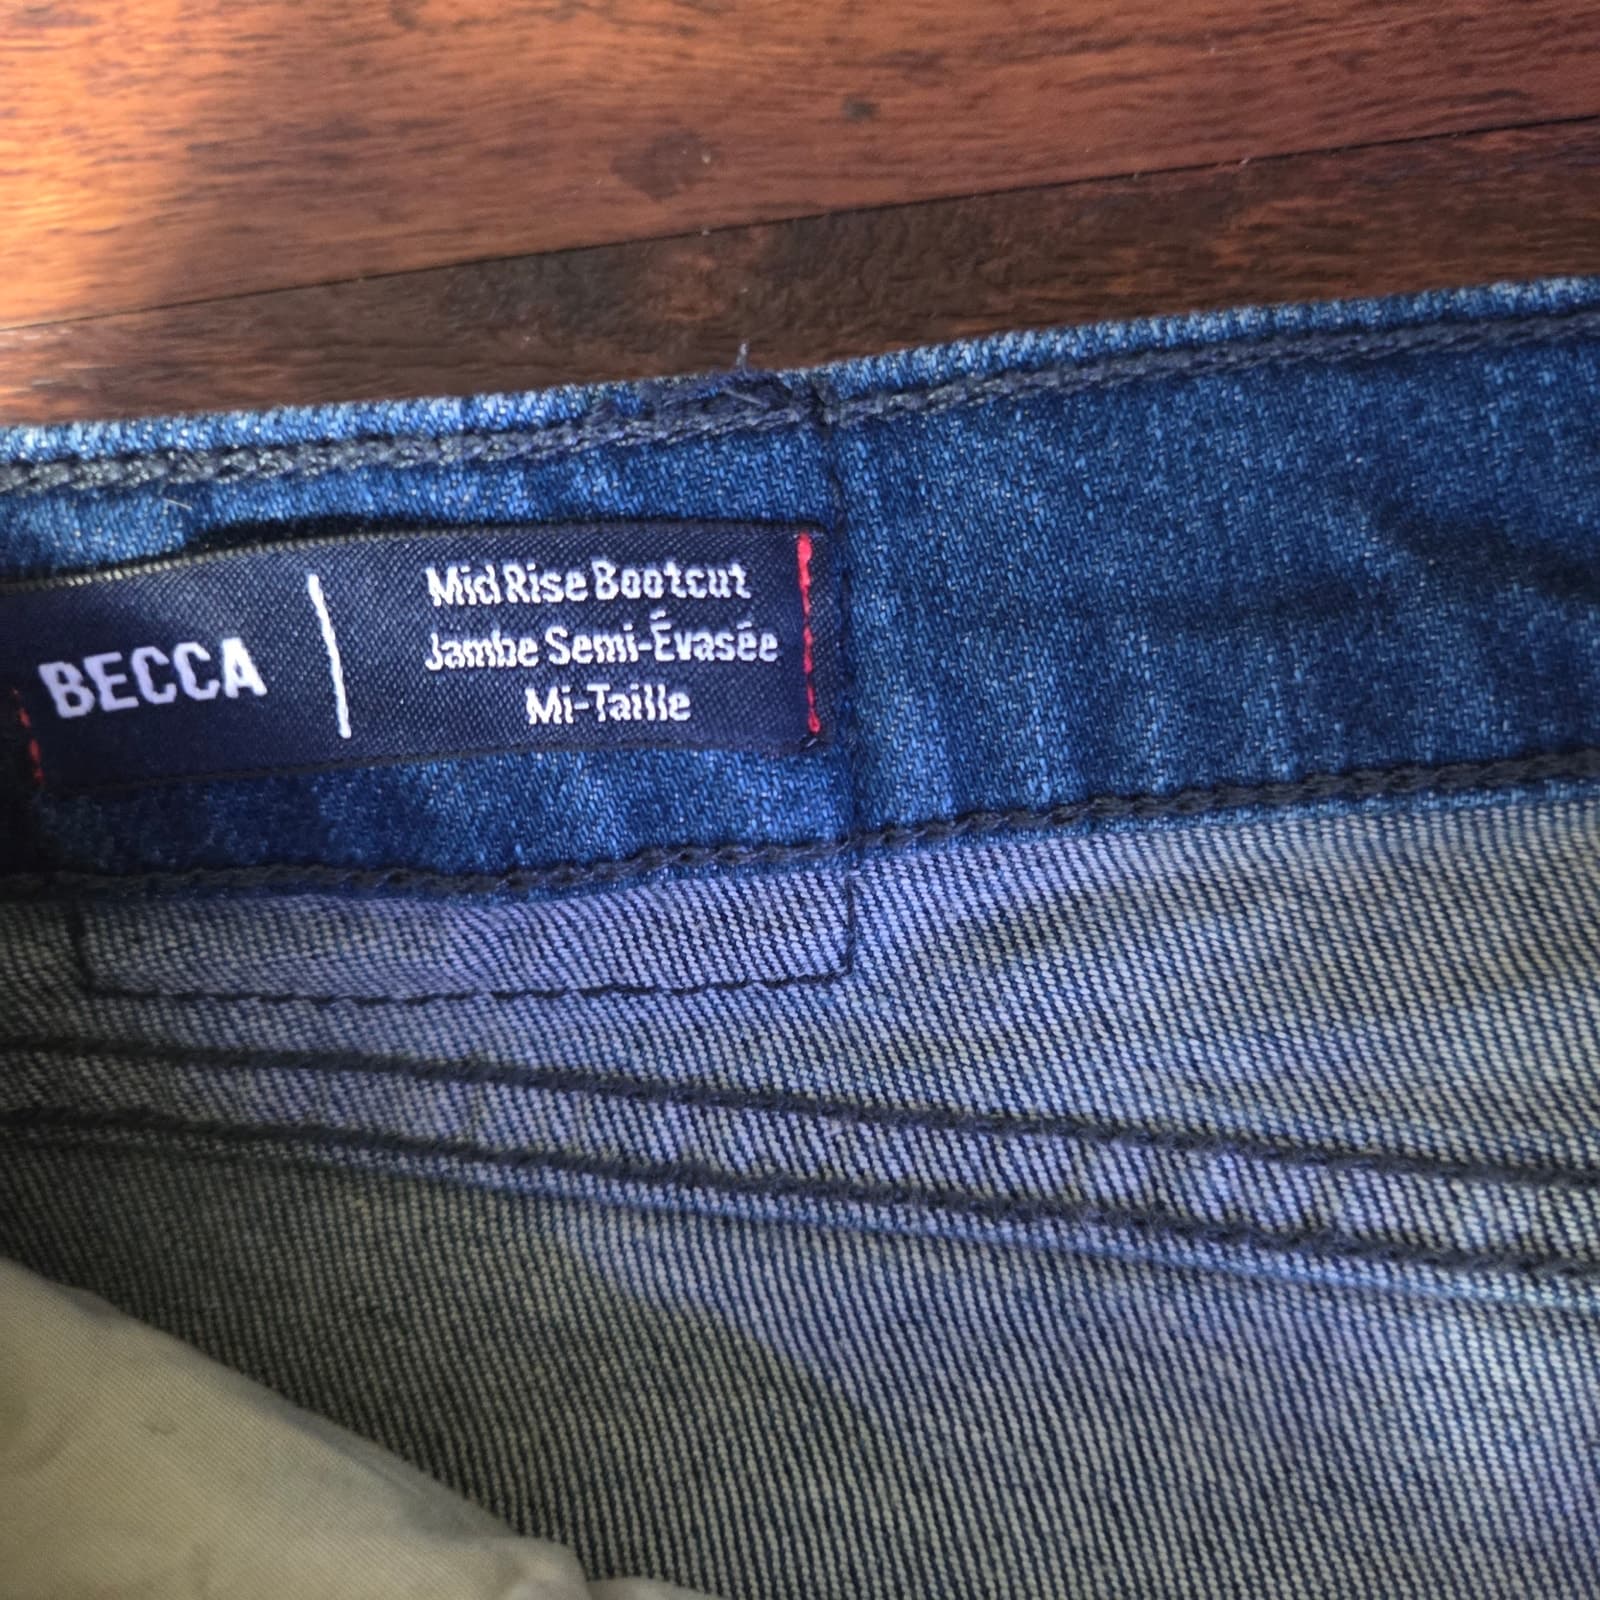 BECCA
Mid Rise Bootcut
Jambe Semi-Évasée
Mi-Taille